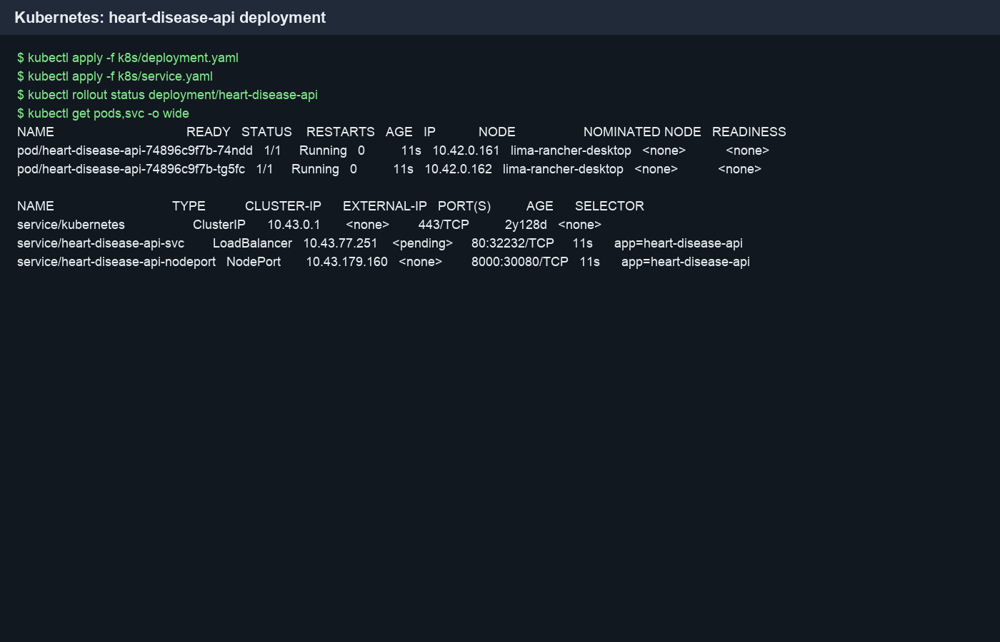 Kubernetes: heart-disease-api deployment
$ kubectl apply -f k8s/deployment.yaml
$ kubectl apply -f k8s/service.yaml
$ kubectl rollout status deployment/heart-disease-api
$ kubectl get pods,svc -o wide
NAME READY STATUS RESTARTS AGE IP NODE NOMINATED NODE READINESS
pod/heart-disease-api-74896c9f7b-74ndd 1/1 Running 0 11s 10.42.0.161 lima-rancher-desktop <none> <none>
pod/heart-disease-api-74896c9f7b-tg5fc 1/1 Running 0 11s 10.42.0.162 lima-rancher-desktop <none> <none>
NAME TYPE CLUSTER-IP EXTERNAL-IP PORT(S) AGE SELECTOR
service/kubernetes ClusterIP 10.43.0.1 <none> 443/TCP 2y128d <none>
service/heart-disease-api-svc LoadBalancer 10.43.77.251 <pending> 80:32232/TCP 11s app=heart-disease-api
service/heart-disease-api-nodeport NodePort 10.43.179.160 <none> 8000:30080/TCP 11s app=heart-disease-api